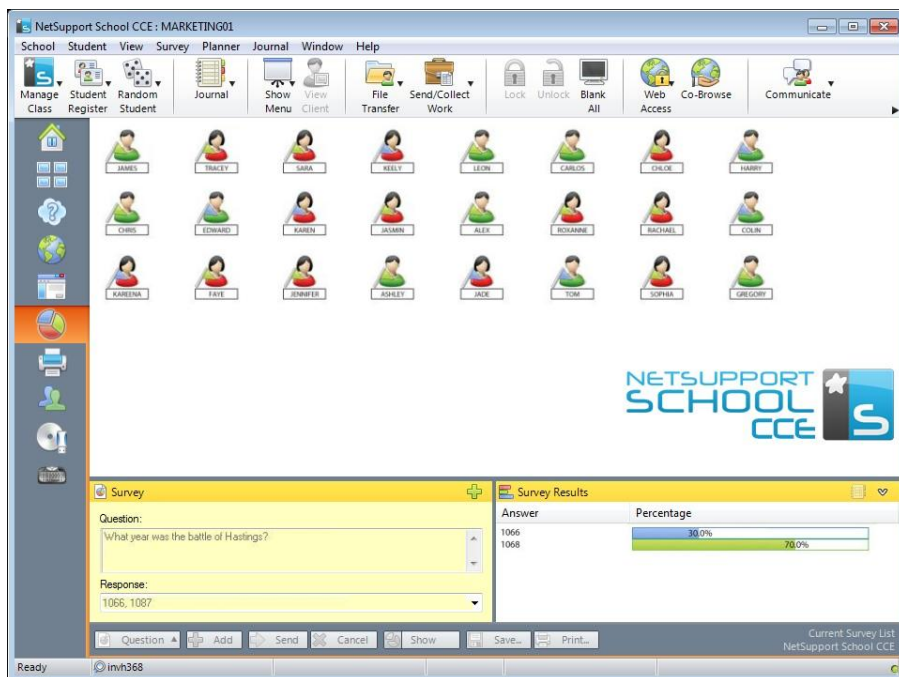 NetSupport School CCE : MARKETING01
School Student View Survey Planner Journal Window Help
Manage Class
Student Register
Random Student
Journal
Show Menu
View Client
File Transfer
Send/Collect Work
Lock
Unlock
Blank All
Web Access
Co-Browse
Communicate
JAMES TRACEY SARA KEELY LEON CARLOS CHLOE HARRY
CHRIS EDWARD KAREN JASMIN ALEX ROXANNE RACHAEL COLIN
KAREENA FAYE JENNIFER ASHLEY JADE TOM SOPHIA GREGORY
NETSUPPORT
SCHOOL
CCE
S
Survey
Question:
What year was the battle of Hastings?
Response:
1066, 1087
Survey Results
Answer Percentage
1066 30.0%
1068 70.0%
Question Add Send Cancel Show Save... Print...
Current Survey List
NetSupport School CCE
Ready invh368